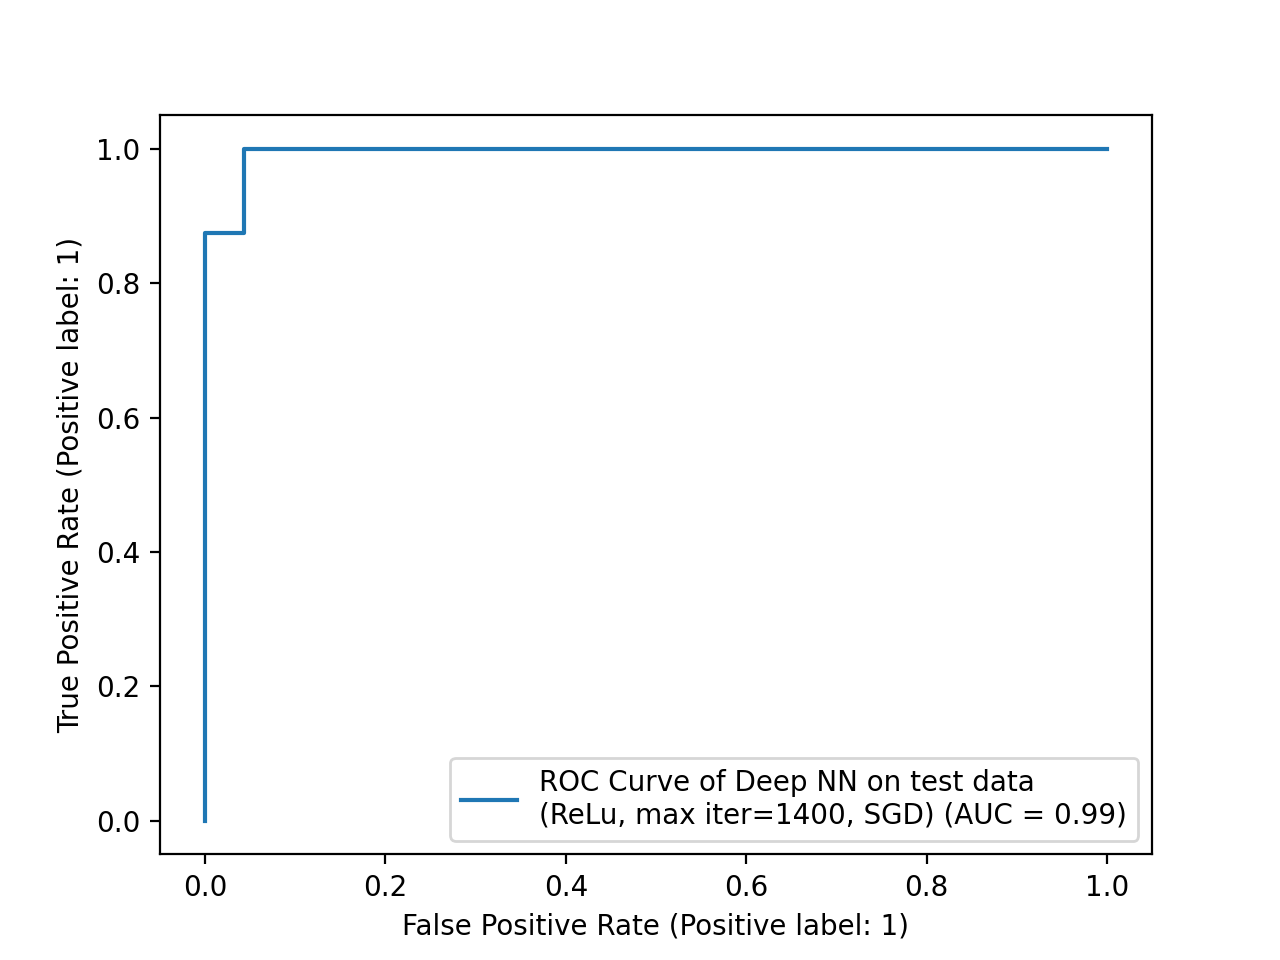 1.0
0.8
0.6
0.4
0.2
0.0
True Positive Rate (Positive label: 1)
ROC Curve of Deep NN on test data
(ReLu, max iter=1400, SGD) (AUC = 0.99)
0.0 0.2 0.4 0.6 0.8 1.0
False Positive Rate (Positive label: 1)